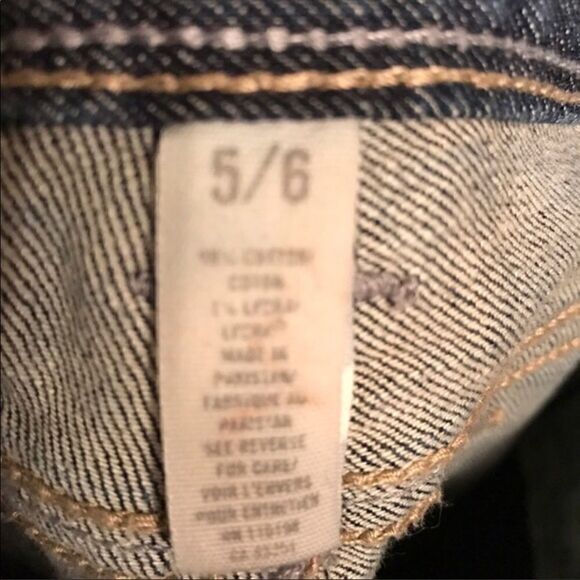 5/6
COTTON/
COTON
LYCRA®
LYCRA®
MADE IN
PAKISTAN/
FABRIQUE AU
PAKISTAN
SEE REVERSE
FOR CARE/
VOIR L'ENVERS
POUR ENTRETIEN